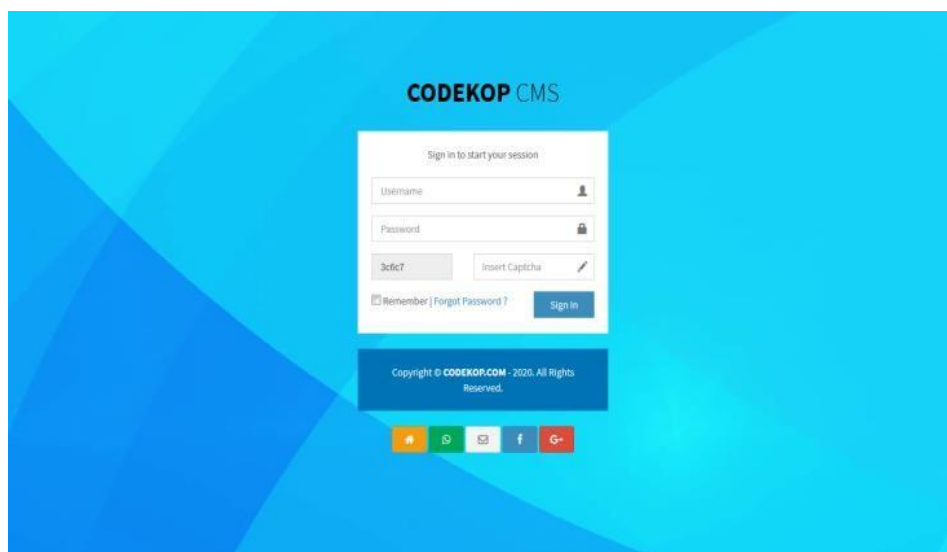 CODEKOP CMS
Sign in to start your session
Username
Password
3c6c7
Insert Captcha
Remember | Forgot Password ?
Sign In
Copyright © CODEKOP.COM - 2020. All Rights
Reserved.
f
G+